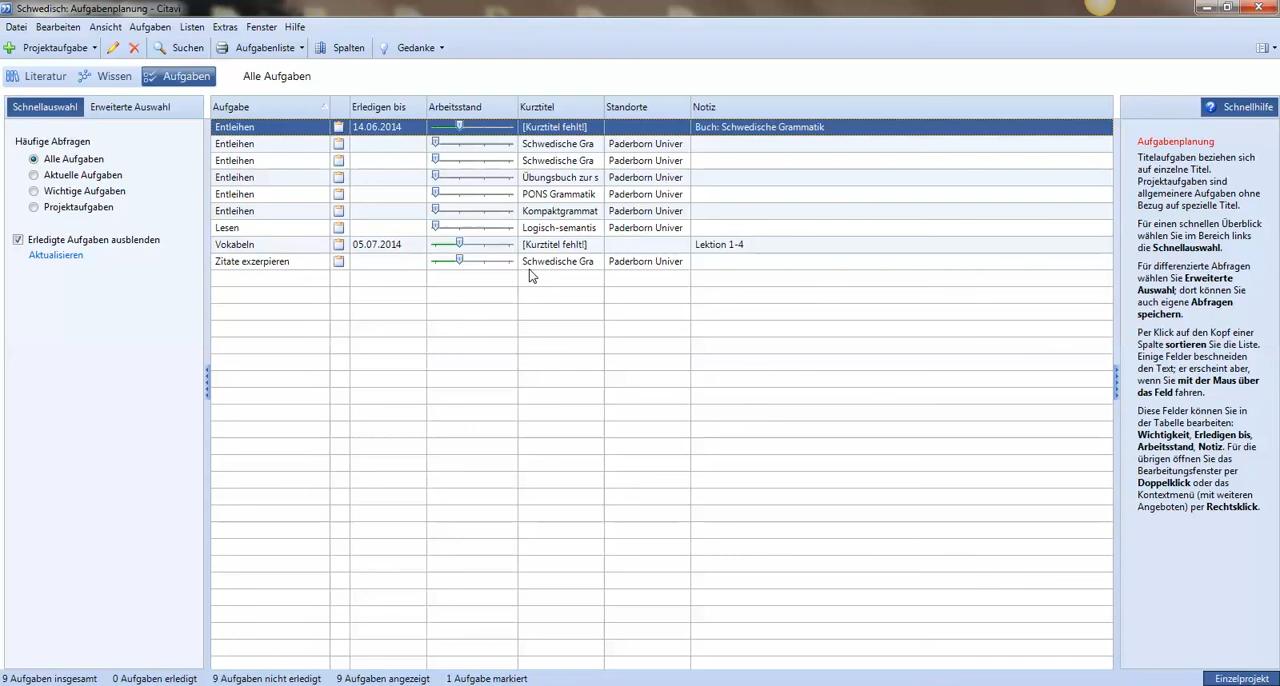 Schwedisch: Aufgabenplanung - Citavi
Datei Bearbeiten Ansicht Aufgaben Listen Extras Fenster Hilfe
Projektaufgabe Suchen Aufgabenliste Spalten Gedanke
Literatur Wissen Aufgaben Alle Aufgaben
Schnellauswahl Erweiterte Auswahl
Häufige Abfragen
Alle Aufgaben
Aktuelle Aufgaben
Wichtige Aufgaben
Projektaufgaben
Erledigte Aufgaben ausblenden
Aktualisieren
Aufgabe Erledigen bis Arbeitsstand Kurztitel Standorte Notiz
Entleihen 14.06.2014 [Kurztitel fehlt!] Buch: Schwedische Grammatik
Entleihen Schwedische Gra Paderborn Univer
Entleihen Schwedische Gra Paderborn Univer
Entleihen Übungsbuch zur s Paderborn Univer
Entleihen PONS Grammatik Paderborn Univer
Entleihen Kompaktgrammat Paderborn Univer
Lesen Logisch-semantis Paderborn Univer
Vokabeln 05.07.2014 [Kurztitel fehlt!] Lektion 1-4
Zitate exzerpieren Schwedische Gra Paderborn Univer
? Schnellhilfe
Aufgabenplanung
Titelaufgaben beziehen sich
auf einzelne Titel.
Projektaufgaben sind
allgemeinere Aufgaben ohne
Bezug auf spezielle Titel.
Für einen schnellen Überblick
wählen Sie im Bereich links
die Schnellauswahl.
Für differenzierte Abfragen
wählen Sie Erweiterte
Auswahl; dort können Sie
auch eigene Abfragen
speichern.
Per Klick auf den Kopf einer
Spalte sortieren Sie die Liste.
Einige Felder beschneiden
den Text; er erscheint aber,
wenn Sie mit der Maus über
das Feld fahren.
Diese Felder können Sie in
der Tabelle bearbeiten:
Wichtigkeit, Erledigen bis,
Arbeitsstand, Notiz. Für die
übrigen öffnen Sie das
Bearbeitungsfenster per
Doppelklick oder das
Kontextmenü (mit weiteren
Angeboten) per Rechtsklick.
9 Aufgaben insgesamt 0 Aufgaben erledigt 9 Aufgaben nicht erledigt 9 Aufgaben angezeigt 1 Aufgabe markiert Einzelprojekt